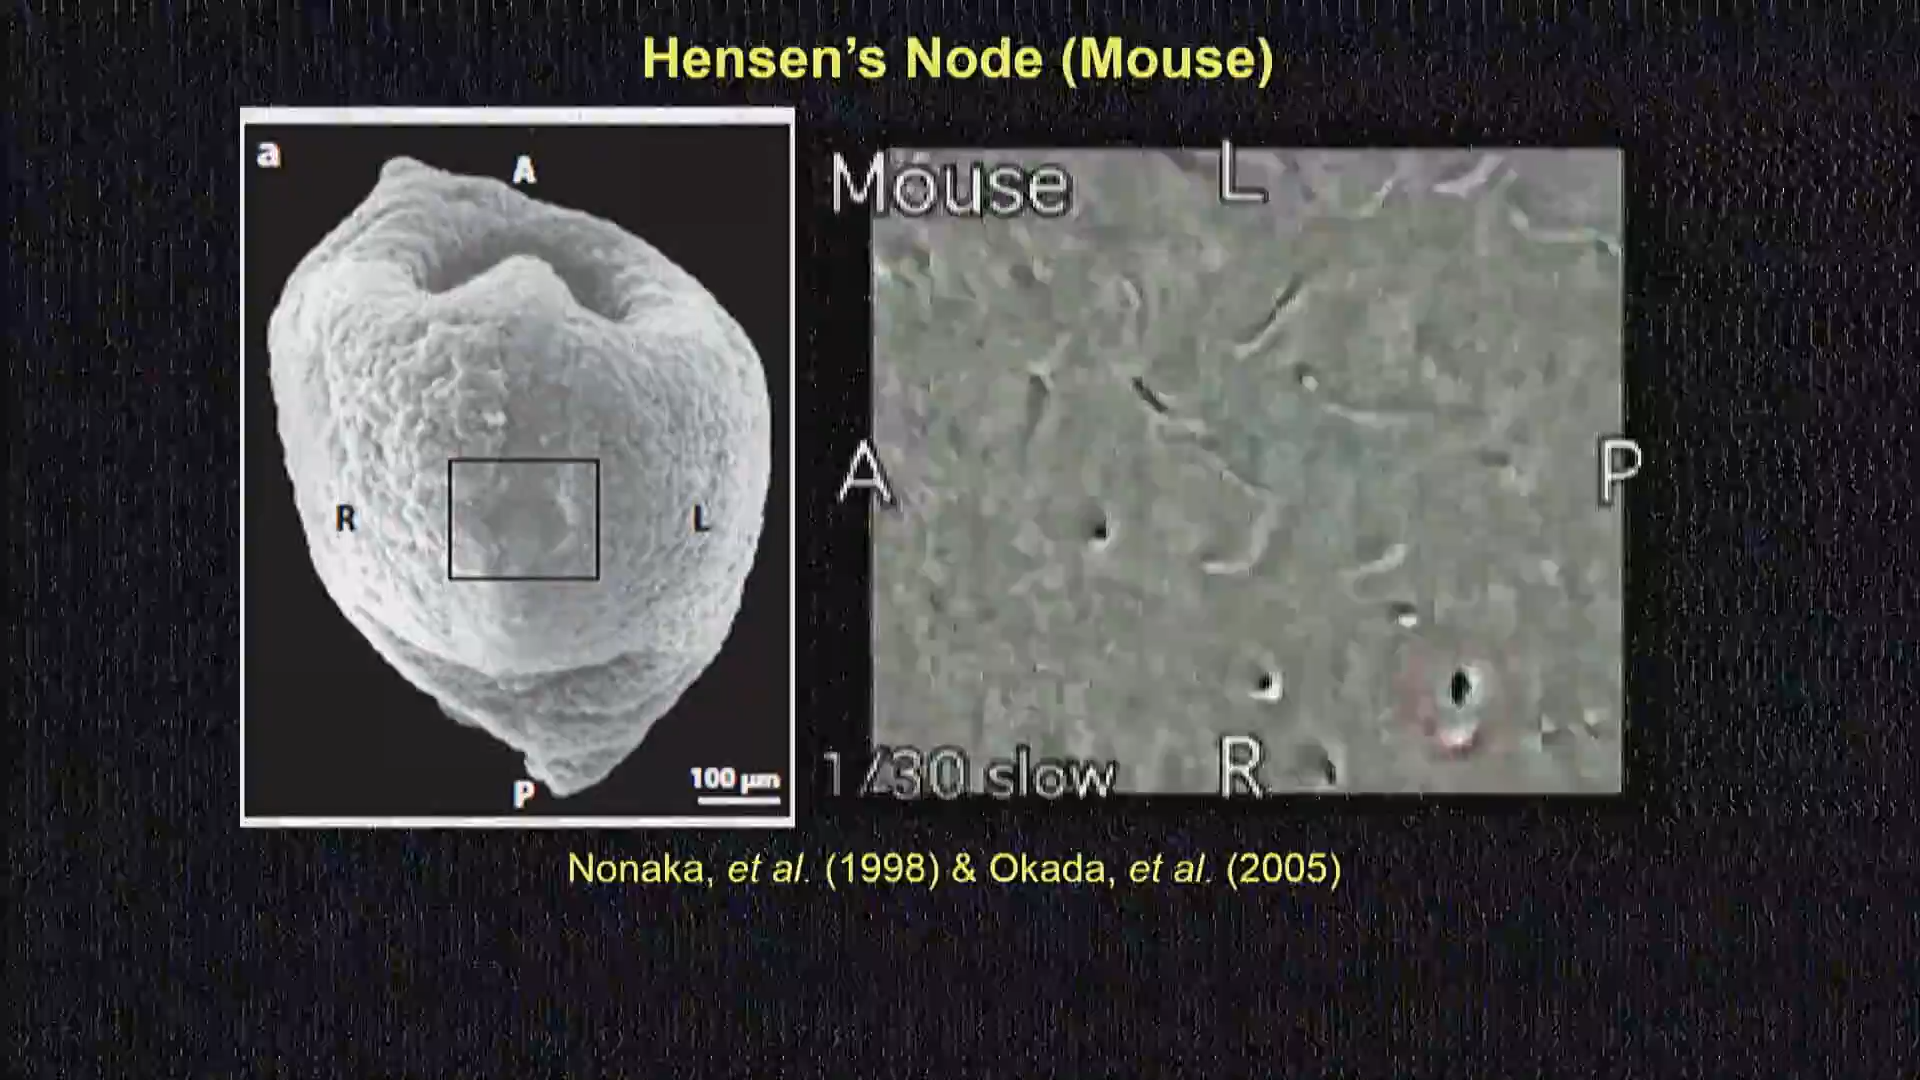 Hensen's Node (Mouse)
a
A
R
L
P
100 µm
Mouse
L
A
P
1/30 slow
R
Nonaka, et al. (1998) & Okada, et al. (2005)